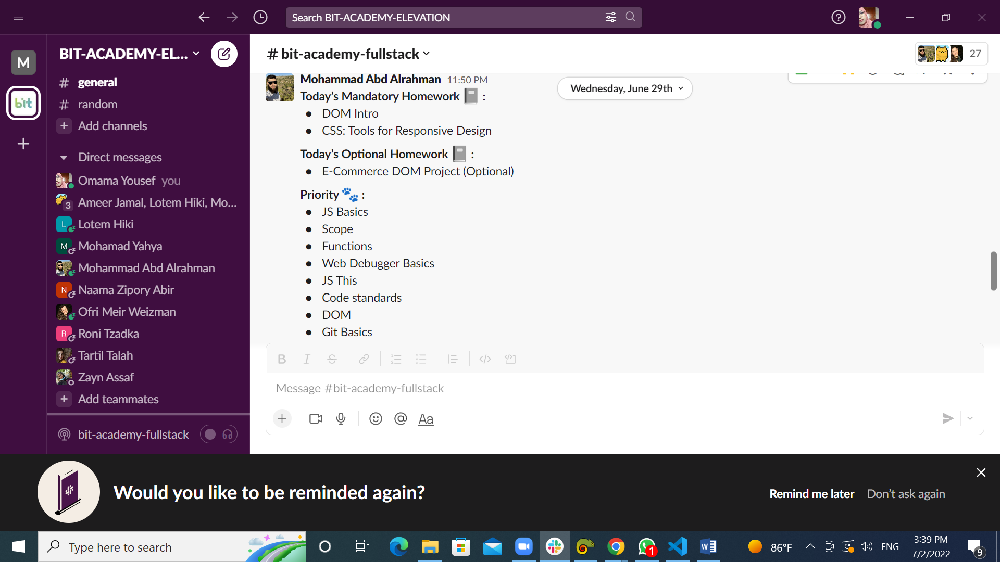 Search BIT-ACADEMY-ELEVATION
M
bit
BIT-ACADEMY-EL...
# general
# random
+ Add channels
Direct messages
Omama Yousef you
3 Ameer Jamal, Lotem Hiki, Mo...
L Lotem Hiki
M Mohamad Yahya
Mohammad Abd Alrahman
N Naama Zipory Abir
Ofri Meir Weizman
R Roni Tzadka
Tartil Talah
Zayn Assaf
+ Add teammates
bit-academy-fullstack
# bit-academy-fullstack
27
Wednesday, June 29th
Mohammad Abd Alrahman 11:50 PM
Today’s Mandatory Homework 📓 :
● DOM Intro
● CSS: Tools for Responsive Design
Today’s Optional Homework 📓 :
● E-Commerce DOM Project (Optional)
Priority 🐾 :
● JS Basics
● Scope
● Functions
● Web Debugger Basics
● JS This
● Code standards
● DOM
● Git Basics
B I S
Message #bit-academy-fullstack
Aa
Would you like to be reminded again?
Remind me later Don’t ask again
Type here to search
1
86°F
ENG
3:39 PM
7/2/2022
9